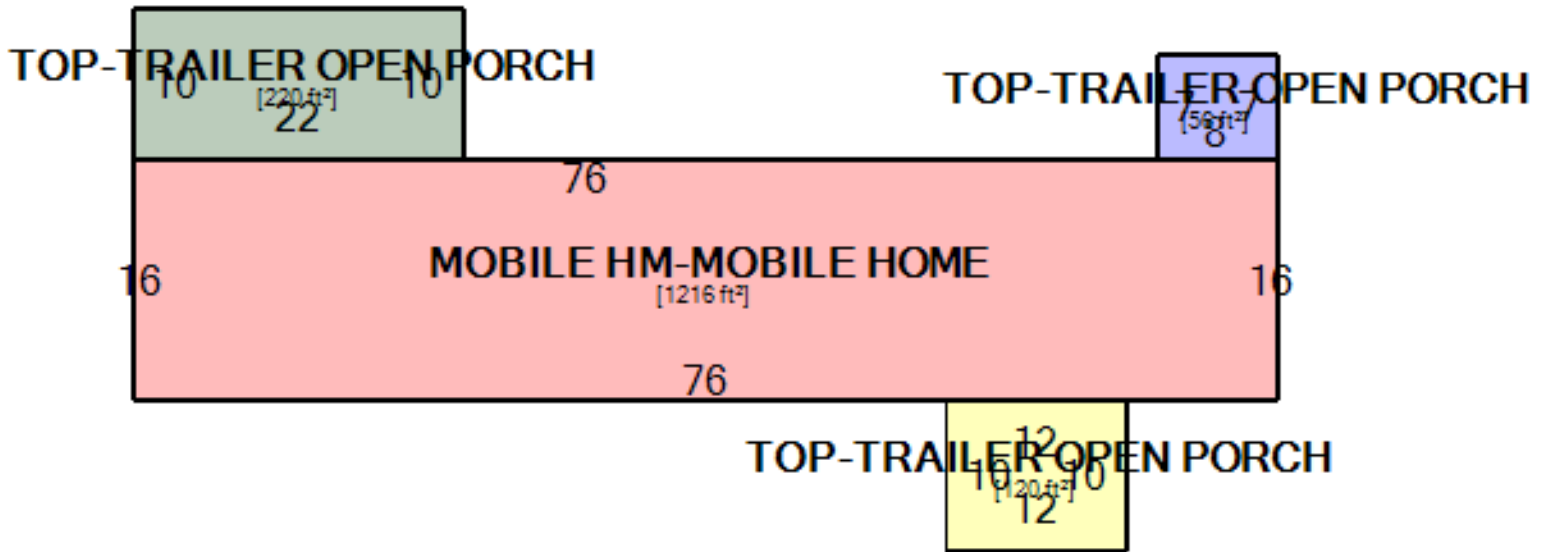 TOP-TRAILER OPEN PORCH
10 10
[220 ft²]
22
TOP-TRAILER OPEN PORCH
7 7
[56 ft²]
8
76
MOBILE HM-MOBILE HOME
16 16
[1216 ft²]
76
12
TOP-TRAILER OPEN PORCH
10 10
[120 ft²]
12